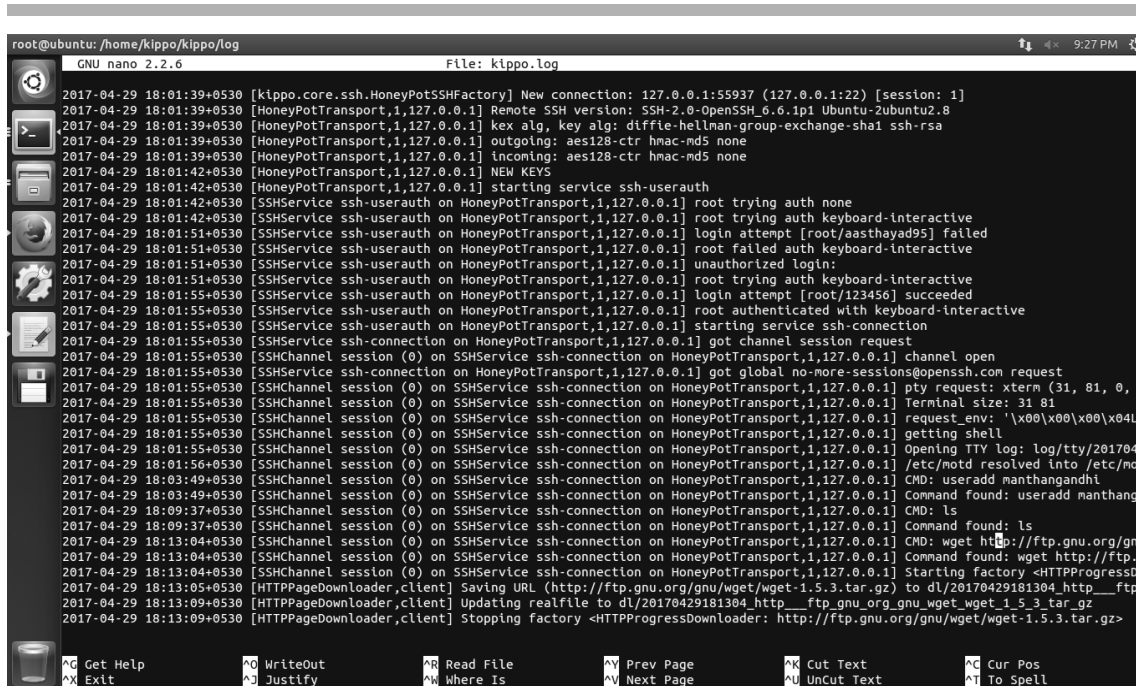 root@ubuntu: /home/kippo/kippo/log 9:27 PM
GNU nano 2.2.6 File: kippo.log
2017-04-29 18:01:39+0530 [kippo.core.ssh.HoneyPotSSHFactory] New connection: 127.0.0.1:55937 (127.0.0.1:22) [session: 1]
2017-04-29 18:01:39+0530 [HoneyPotTransport,1,127.0.0.1] Remote SSH version: SSH-2.0-OpenSSH_6.6.1p1 Ubuntu-2ubuntu2.8
2017-04-29 18:01:39+0530 [HoneyPotTransport,1,127.0.0.1] kex alg, key alg: diffie-hellman-group-exchange-sha1 ssh-rsa
2017-04-29 18:01:39+0530 [HoneyPotTransport,1,127.0.0.1] outgoing: aes128-ctr hmac-md5 none
2017-04-29 18:01:39+0530 [HoneyPotTransport,1,127.0.0.1] incoming: aes128-ctr hmac-md5 none
2017-04-29 18:01:42+0530 [HoneyPotTransport,1,127.0.0.1] NEW KEYS
2017-04-29 18:01:42+0530 [HoneyPotTransport,1,127.0.0.1] starting service ssh-userauth
2017-04-29 18:01:42+0530 [SSHService ssh-userauth on HoneyPotTransport,1,127.0.0.1] root trying auth none
2017-04-29 18:01:42+0530 [SSHService ssh-userauth on HoneyPotTransport,1,127.0.0.1] root trying auth keyboard-interactive
2017-04-29 18:01:51+0530 [SSHService ssh-userauth on HoneyPotTransport,1,127.0.0.1] login attempt [root/aasthayad95] failed
2017-04-29 18:01:51+0530 [SSHService ssh-userauth on HoneyPotTransport,1,127.0.0.1] root failed auth keyboard-interactive
2017-04-29 18:01:51+0530 [SSHService ssh-userauth on HoneyPotTransport,1,127.0.0.1] unauthorized login:
2017-04-29 18:01:51+0530 [SSHService ssh-userauth on HoneyPotTransport,1,127.0.0.1] root trying auth keyboard-interactive
2017-04-29 18:01:55+0530 [SSHService ssh-userauth on HoneyPotTransport,1,127.0.0.1] login attempt [root/123456] succeeded
2017-04-29 18:01:55+0530 [SSHService ssh-userauth on HoneyPotTransport,1,127.0.0.1] root authenticated with keyboard-interactive
2017-04-29 18:01:55+0530 [SSHService ssh-userauth on HoneyPotTransport,1,127.0.0.1] starting service ssh-connection
2017-04-29 18:01:55+0530 [SSHService ssh-connection on HoneyPotTransport,1,127.0.0.1] got channel session request
2017-04-29 18:01:55+0530 [SSHChannel session (0) on SSHService ssh-connection on HoneyPotTransport,1,127.0.0.1] channel open
2017-04-29 18:01:55+0530 [SSHService ssh-connection on HoneyPotTransport,1,127.0.0.1] got global no-more-sessions@openssh.com request
2017-04-29 18:01:55+0530 [SSHChannel session (0) on SSHService ssh-connection on HoneyPotTransport,1,127.0.0.1] pty request: xterm (31, 81, 0,
2017-04-29 18:01:55+0530 [SSHChannel session (0) on SSHService ssh-connection on HoneyPotTransport,1,127.0.0.1] Terminal size: 31 81
2017-04-29 18:01:55+0530 [SSHChannel session (0) on SSHService ssh-connection on HoneyPotTransport,1,127.0.0.1] request_env: '\x00\x00\x00\x04L
2017-04-29 18:01:55+0530 [SSHChannel session (0) on SSHService ssh-connection on HoneyPotTransport,1,127.0.0.1] getting shell
2017-04-29 18:01:55+0530 [SSHChannel session (0) on SSHService ssh-connection on HoneyPotTransport,1,127.0.0.1] Opening TTY log: log/tty/201704
2017-04-29 18:01:56+0530 [SSHChannel session (0) on SSHService ssh-connection on HoneyPotTransport,1,127.0.0.1] /etc/motd resolved into /etc/mo
2017-04-29 18:03:49+0530 [SSHChannel session (0) on SSHService ssh-connection on HoneyPotTransport,1,127.0.0.1] CMD: useradd manthangandhi
2017-04-29 18:03:49+0530 [SSHChannel session (0) on SSHService ssh-connection on HoneyPotTransport,1,127.0.0.1] Command found: useradd manthang
2017-04-29 18:09:37+0530 [SSHChannel session (0) on SSHService ssh-connection on HoneyPotTransport,1,127.0.0.1] CMD: ls
2017-04-29 18:09:37+0530 [SSHChannel session (0) on SSHService ssh-connection on HoneyPotTransport,1,127.0.0.1] Command found: ls
2017-04-29 18:13:04+0530 [SSHChannel session (0) on SSHService ssh-connection on HoneyPotTransport,1,127.0.0.1] CMD: wget http://ftp.gnu.org/gn
2017-04-29 18:13:04+0530 [SSHChannel session (0) on SSHService ssh-connection on HoneyPotTransport,1,127.0.0.1] Command found: wget http://ftp.
2017-04-29 18:13:04+0530 [SSHChannel session (0) on SSHService ssh-connection on HoneyPotTransport,1,127.0.0.1] Starting factory <HTTPProgressD
2017-04-29 18:13:05+0530 [HTTPPageDownloader,client] Saving URL (http://ftp.gnu.org/gnu/wget/wget-1.5.3.tar.gz) to dl/20170429181304_http___ftp
2017-04-29 18:13:09+0530 [HTTPPageDownloader,client] Updating realfile to dl/20170429181304_http___ftp_gnu_org_gnu_wget_wget_1_5_3_tar_gz
2017-04-29 18:13:09+0530 [HTTPPageDownloader,client] Stopping factory <HTTPProgressDownloader: http://ftp.gnu.org/gnu/wget/wget-1.5.3.tar.gz>
^G Get Help ^O WriteOut ^R Read File ^Y Prev Page ^K Cut Text ^C Cur Pos
^X Exit ^J Justify ^W Where Is ^V Next Page ^U UnCut Text ^T To Spell